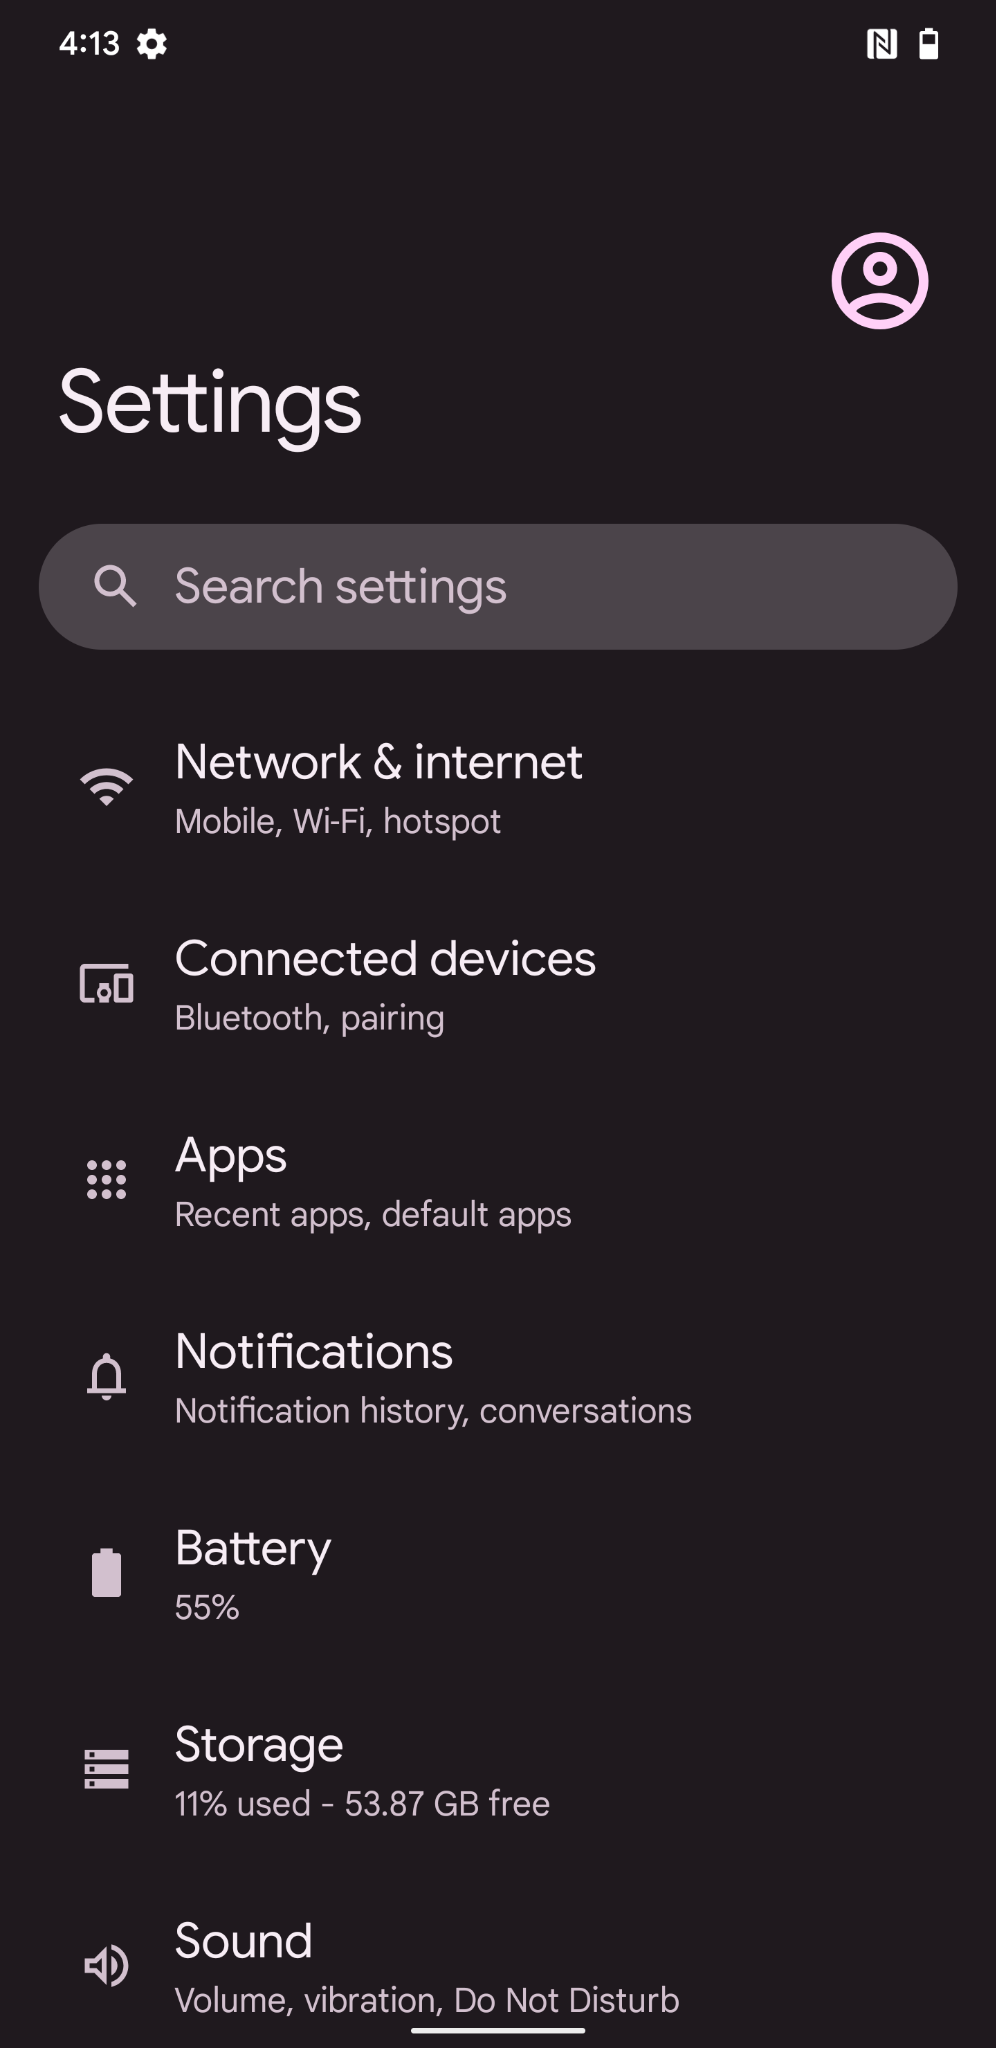 4:13
Settings
Search settings
Network & internet
Mobile, Wi-Fi, hotspot
Connected devices
Bluetooth, pairing
Apps
Recent apps, default apps
Notifications
Notification history, conversations
Battery
55%
Storage
11% used - 53.87 GB free
Sound
Volume, vibration, Do Not Disturb